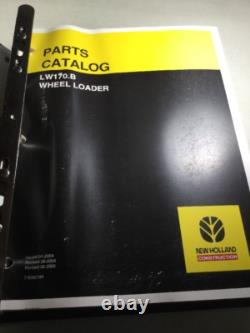 PARTS
CATALOG
LW170.B
WHEEL LOADER
NEW HOLLAND
CONSTRUCTION